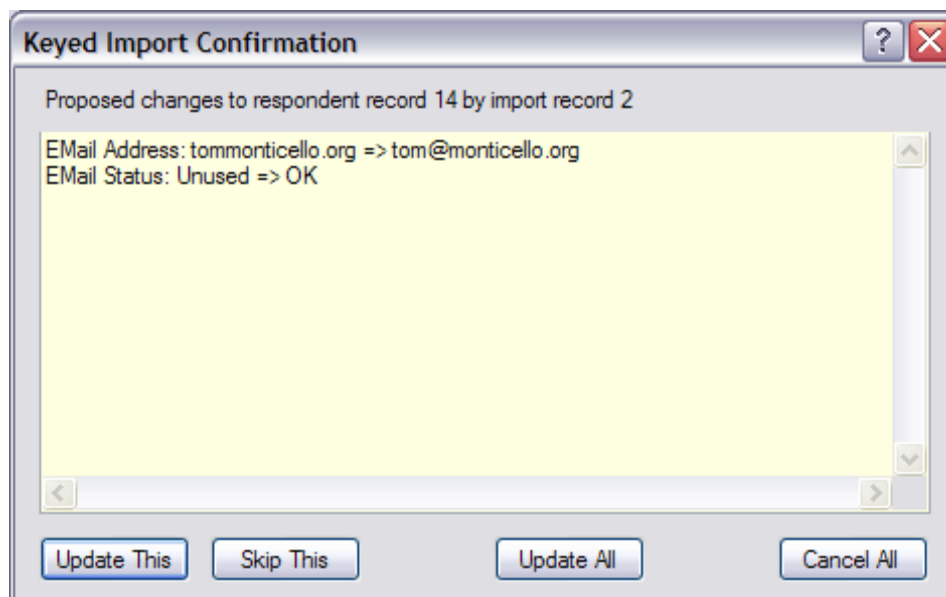 Keyed Import Confirmation
?
Proposed changes to respondent record 14 by import record 2
EMail Address: tommonticello.org => tom@monticello.org
EMail Status: Unused => OK
Update This Skip This Update All Cancel All